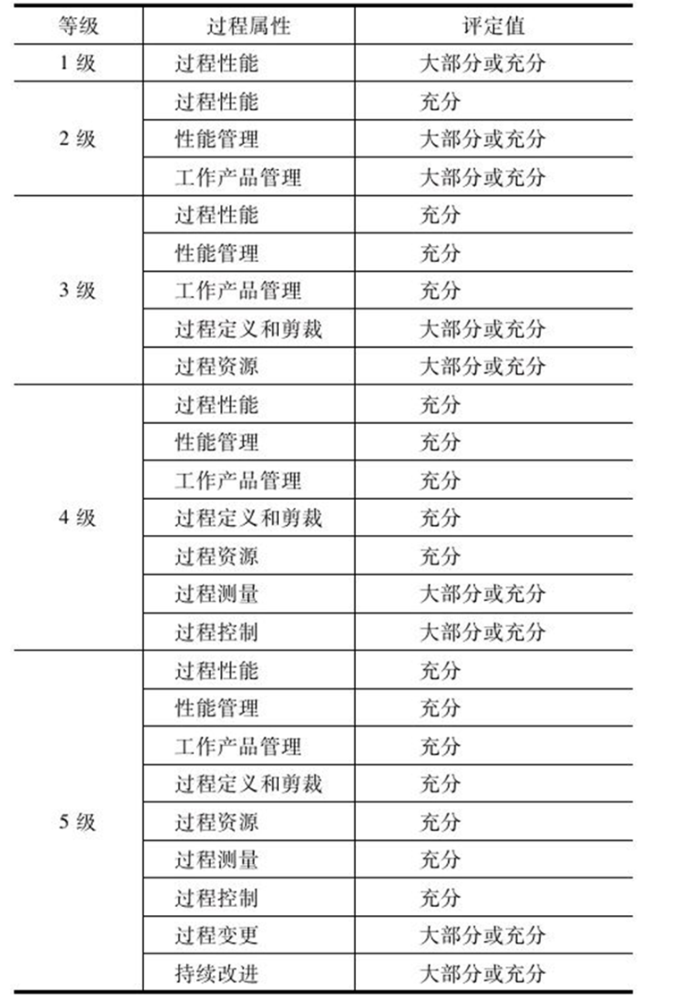 等级 过程属性 评定值
1级 过程性能 大部分或充分
过程性能 充分
2级 性能管理 大部分或充分
工作产品管理 大部分或充分
过程性能 充分
性能管理 充分
3级 工作产品管理 充分
过程定义和剪裁 大部分或充分
过程资源 大部分或充分
过程性能 充分
性能管理 充分
工作产品管理 充分
4级 过程定义和剪裁 充分
过程资源 充分
过程测量 大部分或充分
过程控制 大部分或充分
过程性能 充分
性能管理 充分
工作产品管理 充分
过程定义和剪裁 充分
5级 过程资源 充分
过程测量 充分
过程控制 充分
过程变更 大部分或充分
持续改进 大部分或充分